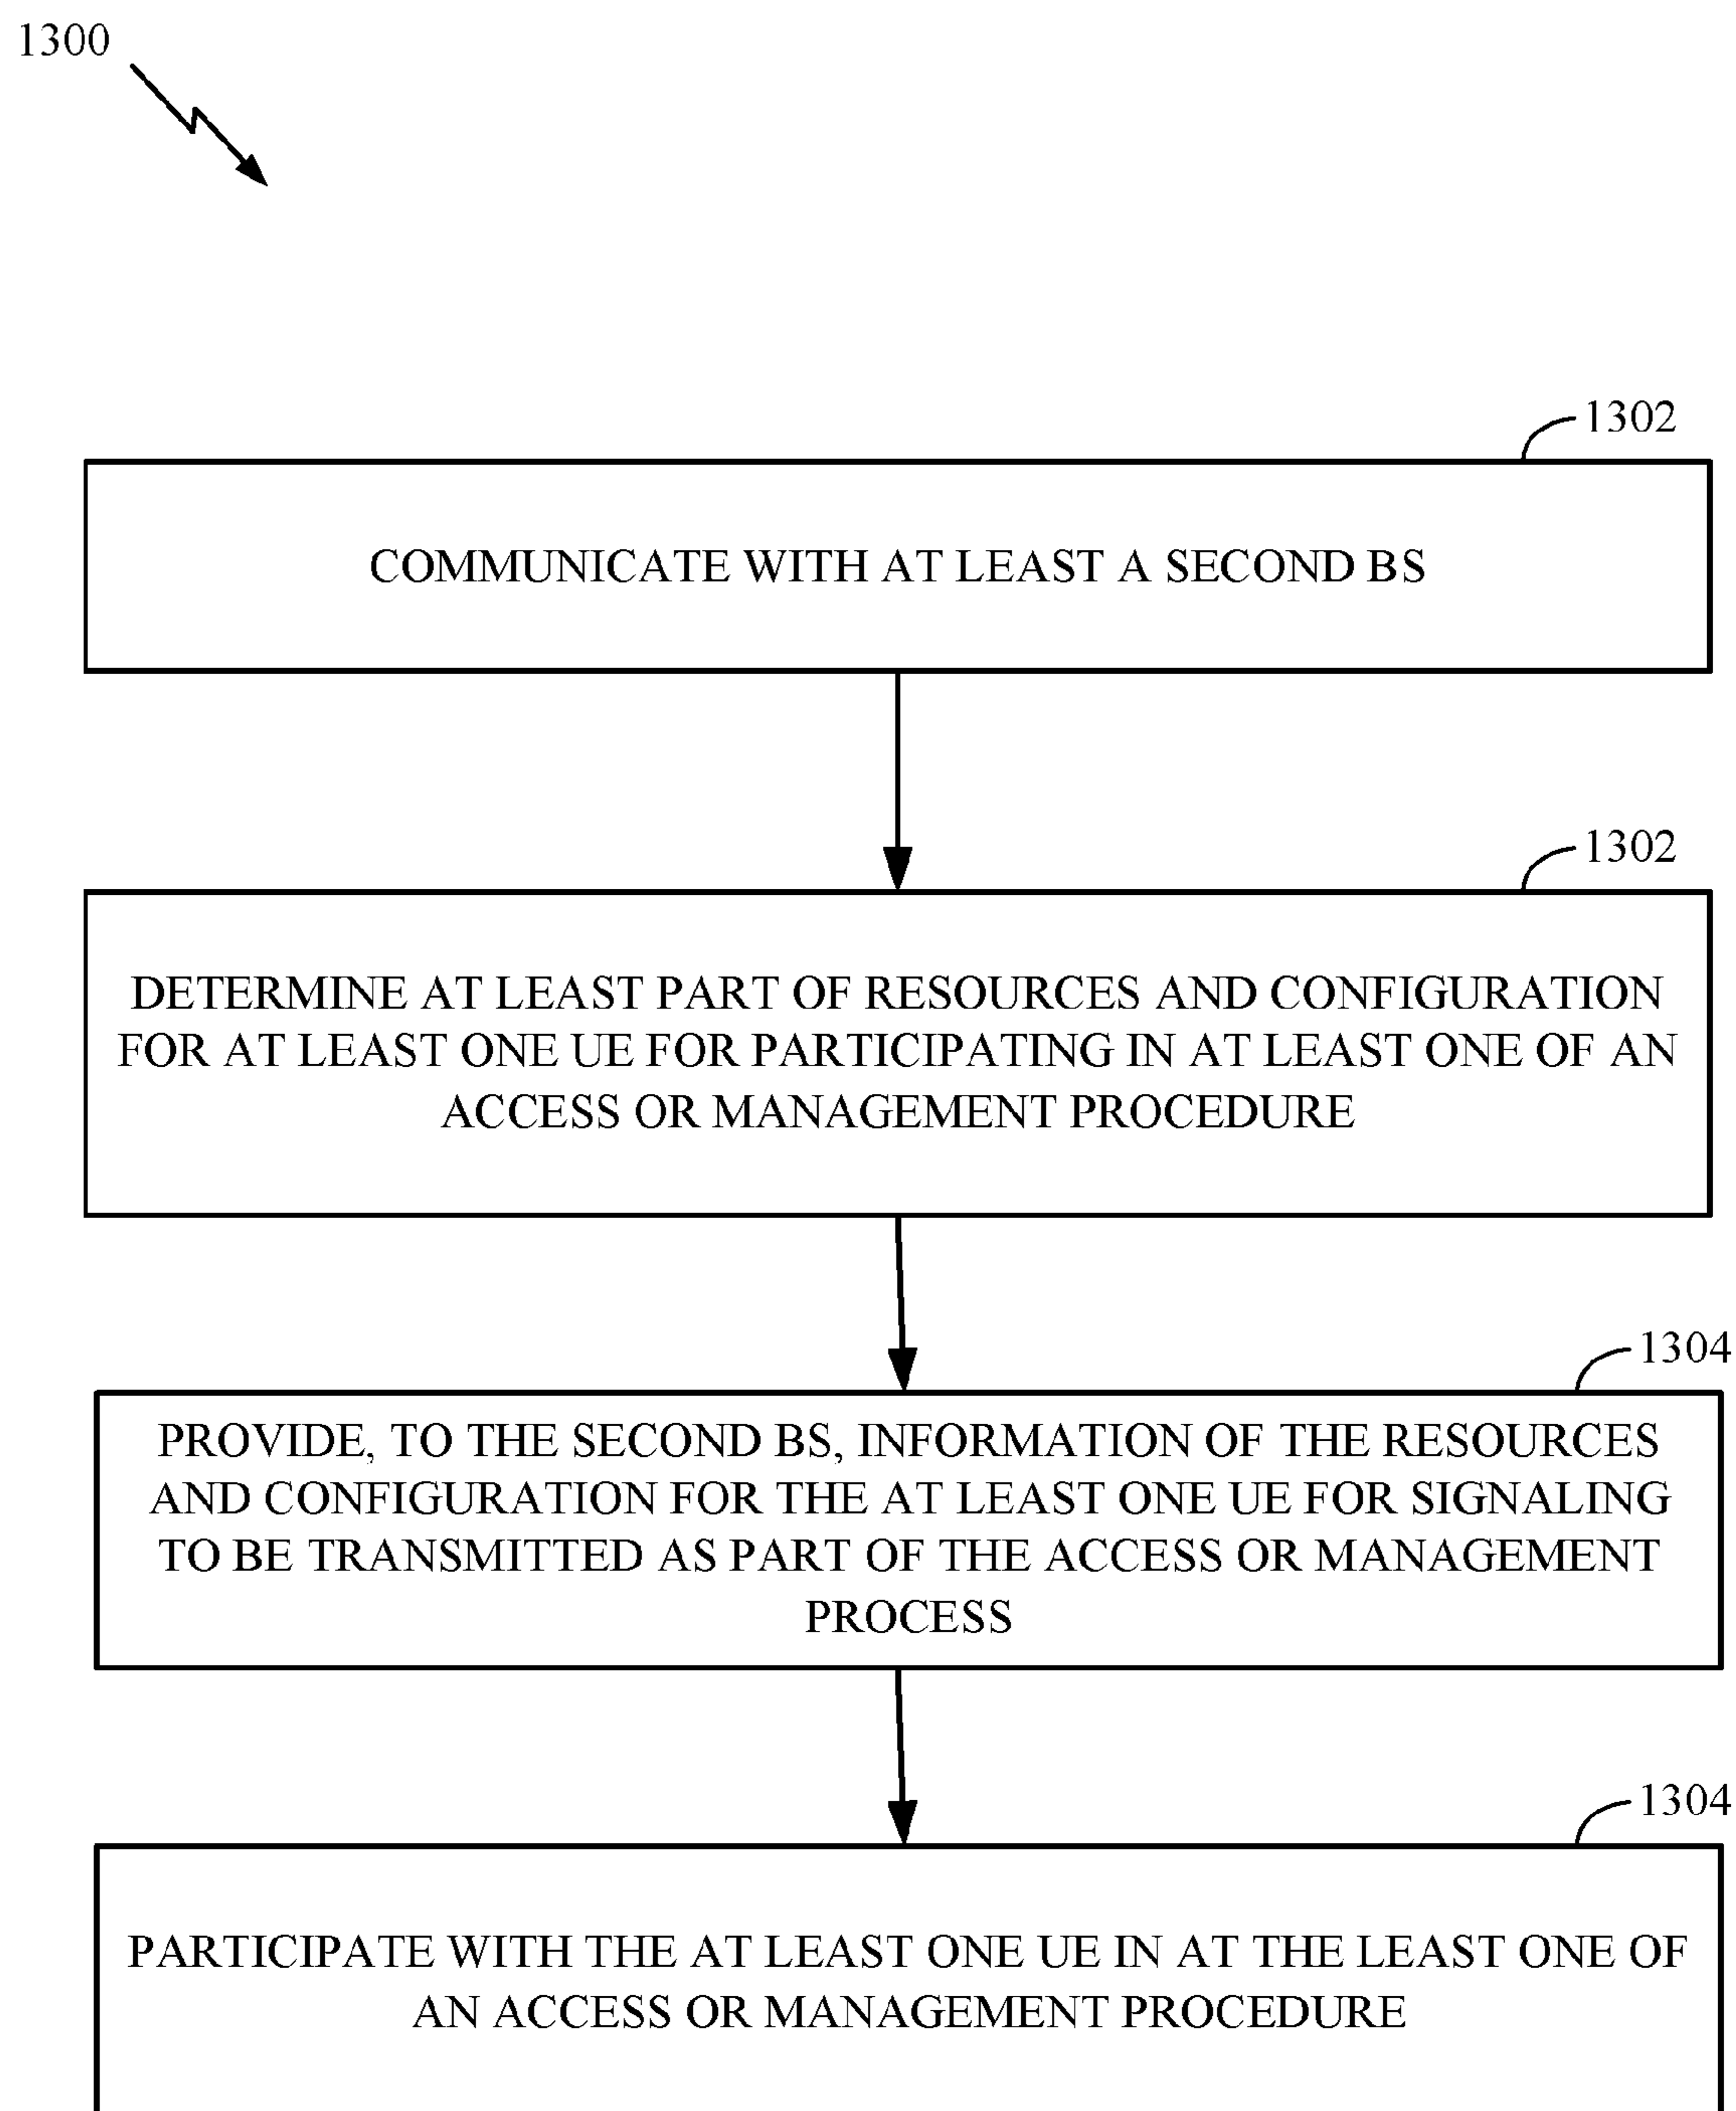 1300
1302
COMMUNICATE WITH AT LEAST A SECOND BS
1302
DETERMINE AT LEAST PART OF RESOURCES AND CONFIGURATION
FOR AT LEAST ONE UE FOR PARTICIPATING IN AT LEAST ONE OF AN
ACCESS OR MANAGEMENT PROCEDURE
1304
PROVIDE, TO THE SECOND BS, INFORMATION OF THE RESOURCES
AND CONFIGURATION FOR THE AT LEAST ONE UE FOR SIGNALING
TO BE TRANSMITTED AS PART OF THE ACCESS OR MANAGEMENT
PROCESS
1304
PARTICIPATE WITH THE AT LEAST ONE UE IN AT THE LEAST ONE OF
AN ACCESS OR MANAGEMENT PROCEDURE